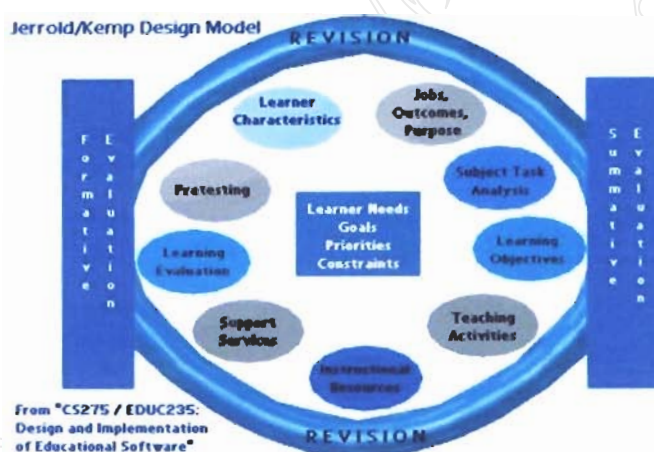 Jerrold/Kemp Design Model
REVISION
Learner
Characteristics
Jobs,
Outcomes,
Purpose
Formative
Evaluation
Summative
Evaluation
Subject Task
Analysis
Pretesting
Learner Needs
Goals
Priorities
Constraints
Learning
Evaluation
Learning
Objectives
Support
Services
Teaching
Activities
Instructional
Resources
From "CS275 / EDUC235:
Design and Implementation
of Educational Software"
REVISION